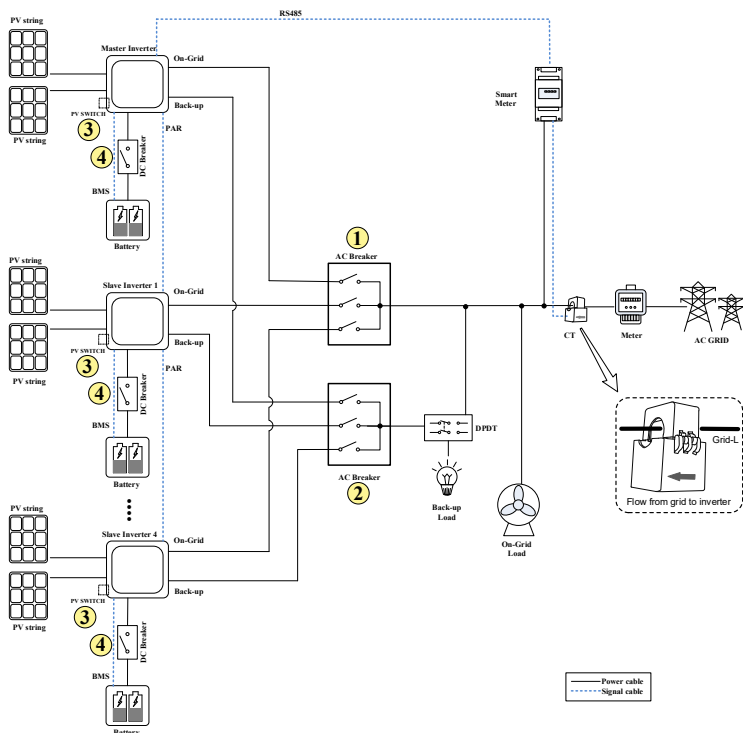 RS485
PV string
Master Inverter
On-Grid
Back-up
PV SWITCH
3
PV string
PAR
4
DC Breaker
BMS
Battery
Smart
Meter
1
AC Breaker
PV string
Slave Inverter 1
On-Grid
Back-up
PV SWITCH
3
PV string
PAR
4
DC Breaker
BMS
Battery
CT
Meter
AC GRID
Grid-L
Flow from grid to inverter
DPDT
AC Breaker
2
Back-up
Load
On-Grid
Load
PV string
Slave Inverter 4
On-Grid
Back-up
PV SWITCH
3
PV string
4
DC Breaker
BMS
Battery
Power cable
Signal cable